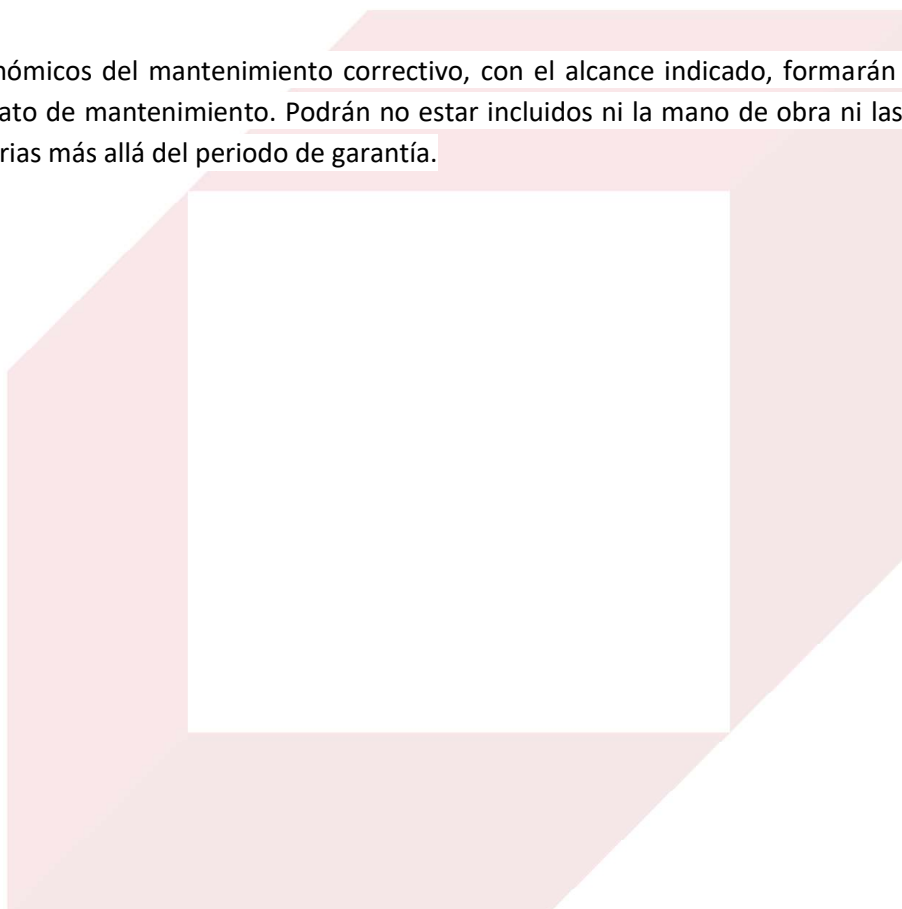 nómicos del mantenimiento correctivo, con el alcance indicado, formarán
ato de mantenimiento. Podrán no estar incluidos ni la mano de obra ni las
rias más allá del periodo de garantía.